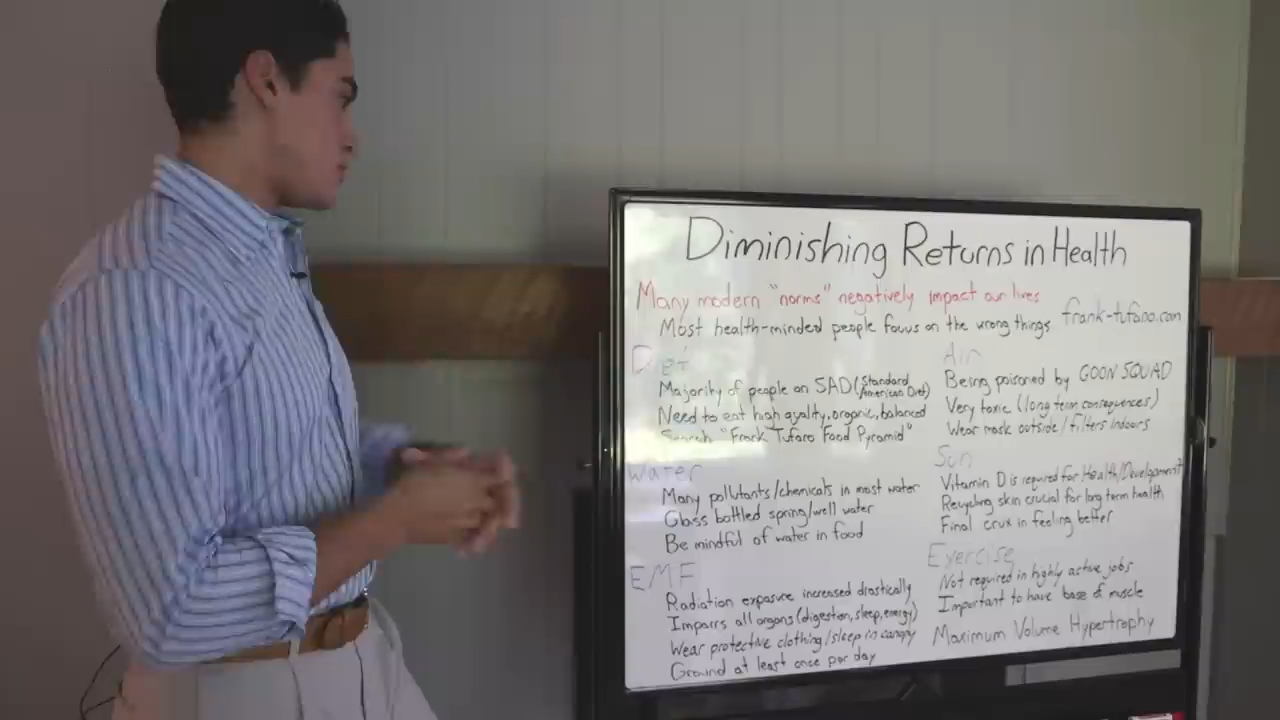 Diminishing Returns in Health
Many modern "norms" negatively impact our lives
Most health-minded people focus on the wrong things
frank-tufano.com
Diet
Majority of people on SAD (Standard American Diet)
Need to eat high quality, organic, balanced
Search "Frank Tufano Food Pyramid"
Water
Many pollutants/chemicals in most water
Glass bottled spring/well water
Be mindful of water in food
EMF
Radiation exposure increased drastically
Impairs all organs (digestion, sleep, energy)
Wear protective clothing/sleep in canopy
Ground at least once per day
Air
Being poisoned by GOON SQUAD
Very toxic (long term consequences)
Wear mask outside/filters indoors
Sun
Vitamin D is required for Health/Development
Recycling skin crucial for long term health
Final crux in feeling better
Exercise
Not required in highly active jobs
Important to have base of muscle
Maximum Volume Hypertrophy